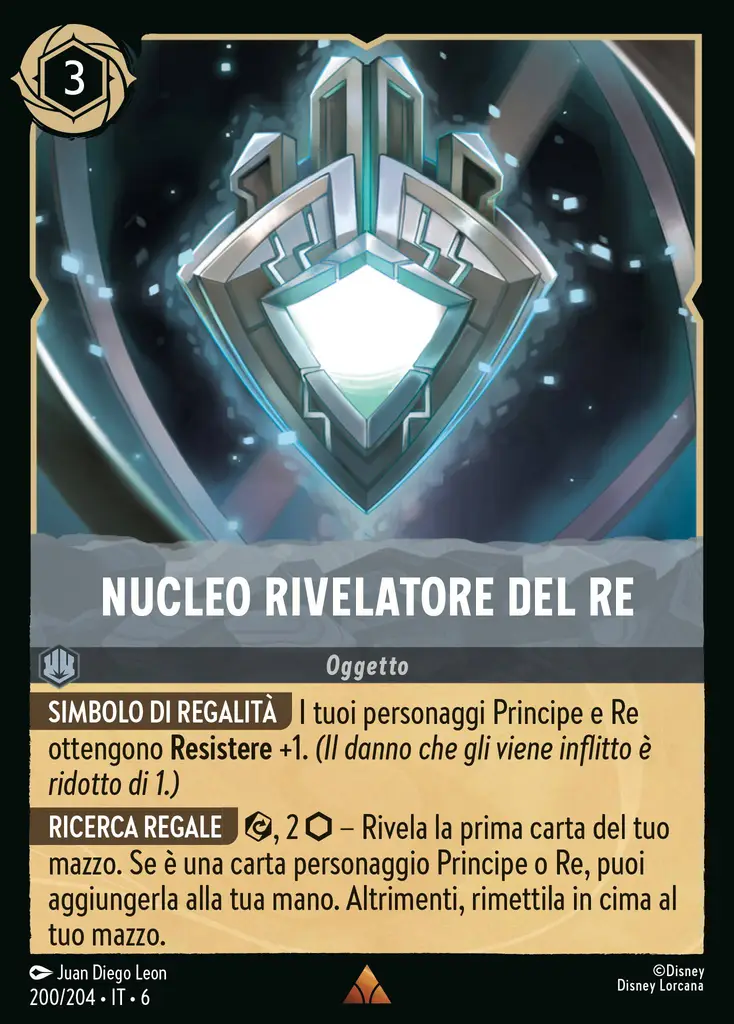 3
NUCLEO RIVELATORE DEL RE
Oggetto
SIMBOLO DI REGALITÀ I tuoi personaggi Principe e Re
ottengono Resistere +1. (Il danno che gli viene inflitto è
ridotto di 1.)
RICERCA REGALE , 2 – Rivela la prima carta del tuo
mazzo. Se è una carta personaggio Principe o Re, puoi
aggiungerla alla tua mano. Altrimenti, rimettila in cima al
tuo mazzo.
Juan Diego Leon
©Disney
200/204 • IT • 6
Disney Lorcana